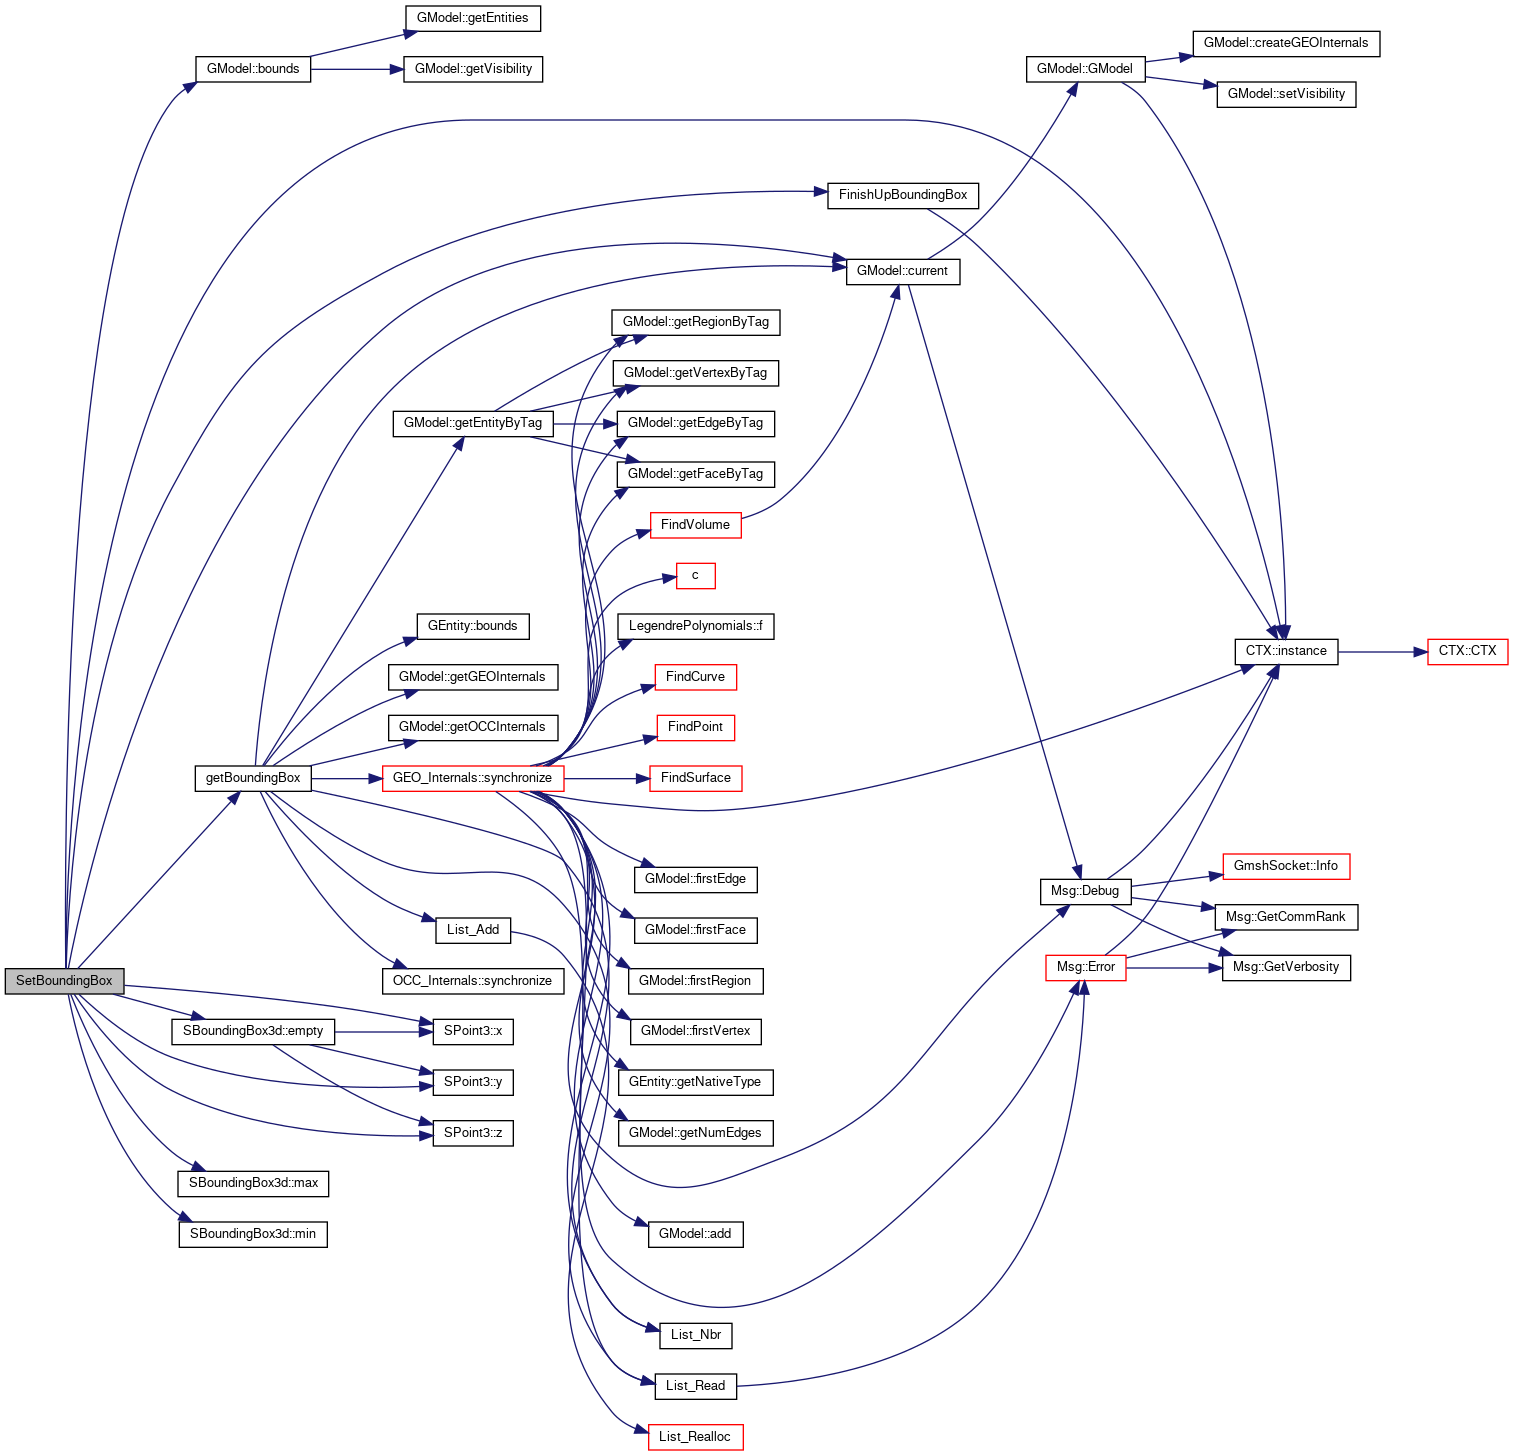 GModel::getEntities
GModel::createGEOInternals
GModel::bounds
GModel::getVisibility
GModel::GModel
GModel::setVisibility
FinishUpBoundingBox
GModel::current
GModel::getRegionByTag
GModel::getVertexByTag
GModel::getEntityByTag
GModel::getEdgeByTag
GModel::getFaceByTag
FindVolume
c
GEntity::bounds
LegendrePolynomials::f
CTX::instance
CTX::CTX
GModel::getGEOInternals
FindCurve
GModel::getOCCInternals
FindPoint
getBoundingBox
GEO_Internals::synchronize
FindSurface
GModel::firstEdge
GmshSocket::Info
Msg::Debug
Msg::GetCommRank
List_Add
GModel::firstFace
Msg::Error
Msg::GetVerbosity
SetBoundingBox
OCC_Internals::synchronize
GModel::firstRegion
SBoundingBox3d::empty
SPoint3::x
GModel::firstVertex
SPoint3::y
GEntity::getNativeType
SPoint3::z
GModel::getNumEdges
SBoundingBox3d::max
SBoundingBox3d::min
GModel::add
List_Nbr
List_Read
List_Realloc